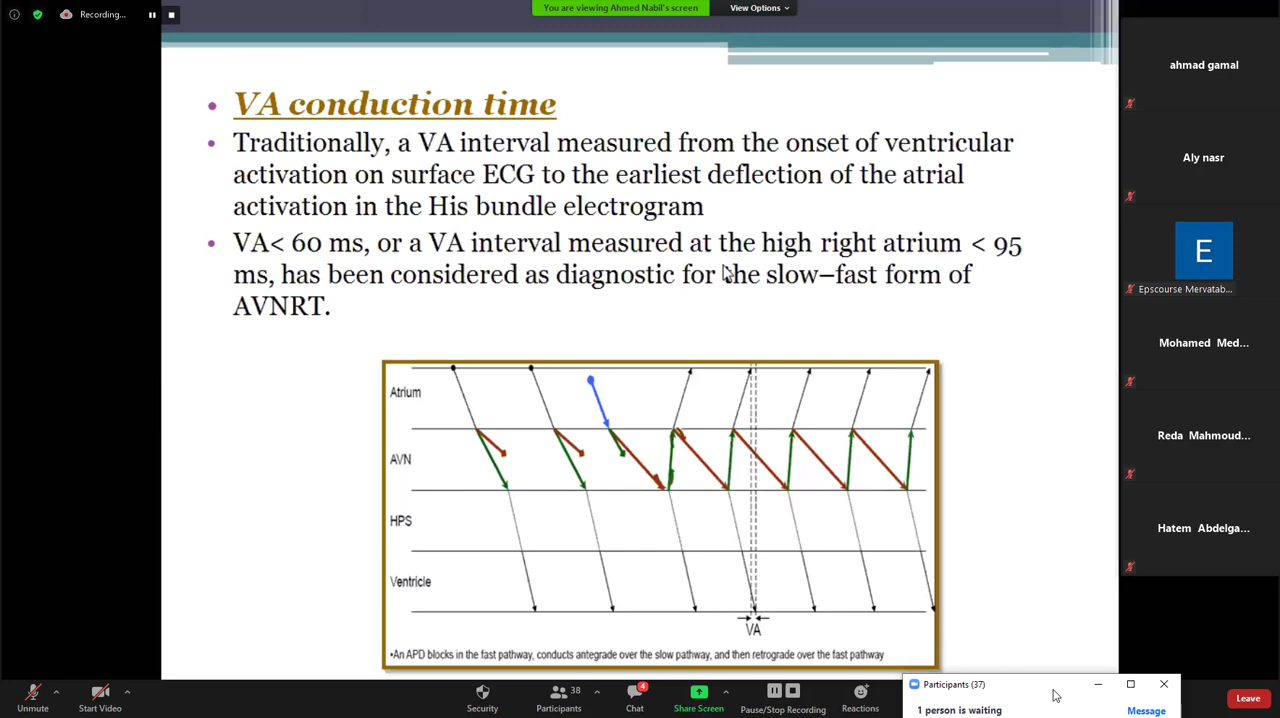 Recording...
You are viewing Ahmed Nabil's screen
View Options
• VA conduction time
• Traditionally, a VA interval measured from the onset of ventricular
activation on surface ECG to the earliest deflection of the atrial
activation in the His bundle electrogram
• VA< 60 ms, or a VA interval measured at the high right atrium < 95
ms, has been considered as diagnostic for the slow–fast form of
AVNRT.
Atrium
AVN
HPS
Ventricle
VA
•An APD blocks in the fast pathway, conducts antegrade over the slow pathway, and then retrograde over the fast pathway
ahmad gamal
Aly nasr
E
Epscourse Mervatab...
Mohamed Med...
Reda Mahmoud...
Hatem Abdelga...
Unmute
Start Video
Security
38
Participants
4
Chat
Share Screen
Pause/Stop Recording
Reactions
Participants (37)
1 person is waiting
Message
Leave